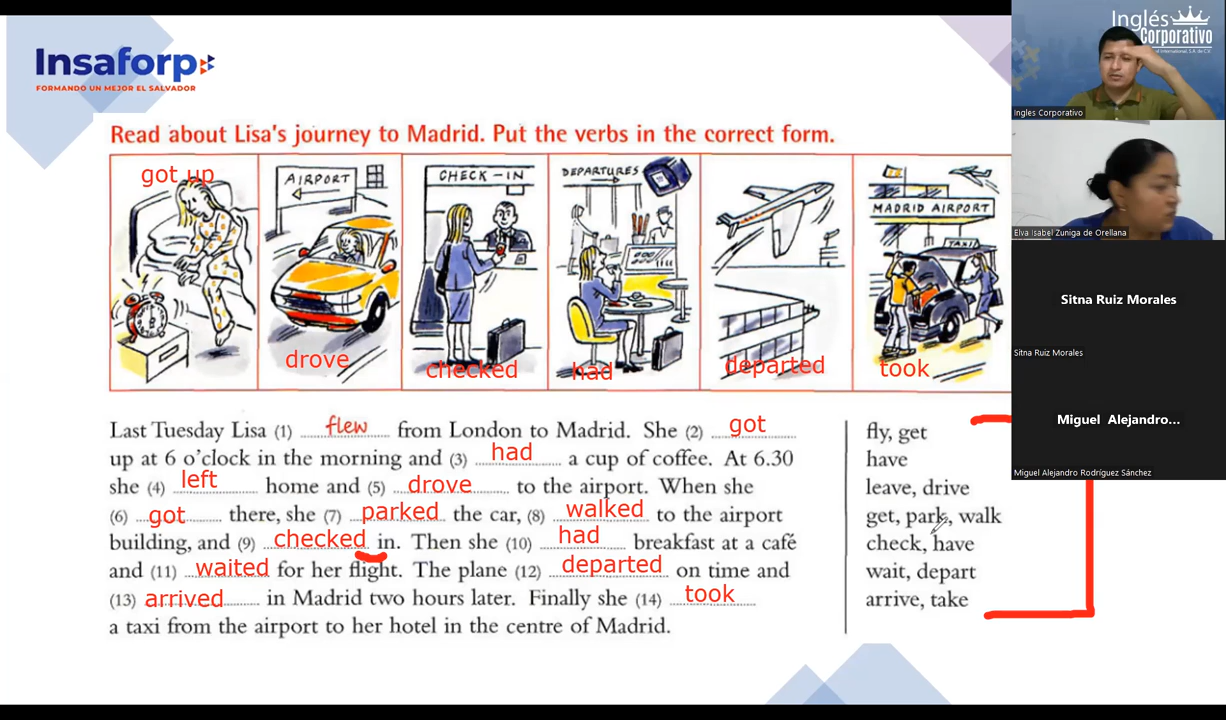 Insaforp
FORMANDO UN MEJOR EL SALVADOR
Inglés
Corporativo
Ingles Corporativo
Elva Isabel Zuniga de Orellana
Sitna Ruiz Morales
Sitna Ruiz Morales
Miguel Alejandro...
Miguel Alejandro Rodríguez Sánchez
Read about Lisa's journey to Madrid. Put the verbs in the correct form.
got up
AIRPORT
drove
CHECK-IN
checked
DEPARTURES
had
departed
MADRID AIRPORT
TAXI
took
Last Tuesday Lisa (1) flew from London to Madrid. She (2) got
up at 6 o'clock in the morning and (3) had a cup of coffee. At 6.30
she (4) left home and (5) drove to the airport. When she
(6) got there, she (7) parked the car, (8) walked to the airport
building, and (9) checked in. Then she (10) had breakfast at a café
and (11) waited for her flight. The plane (12) departed on time and
(13) arrived in Madrid two hours later. Finally she (14) took
a taxi from the airport to her hotel in the centre of Madrid.
fly, get
have
leave, drive
get, park, walk
check, have
wait, depart
arrive, take